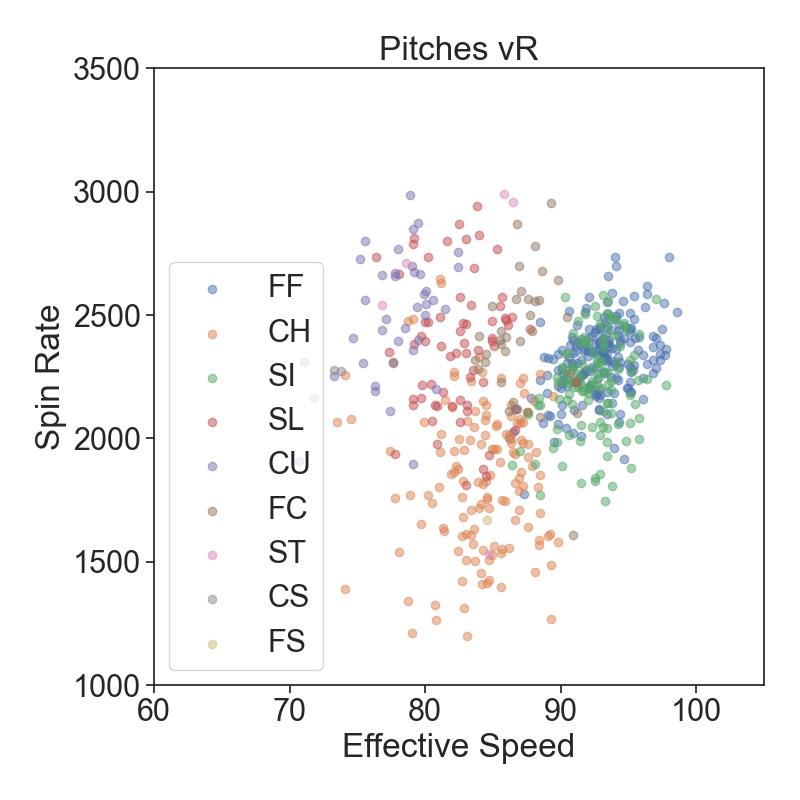 Pitches vR
3500
3000
2500
2000
1500
1000
Spin Rate
FF
CH
SI
SL
CU
FC
ST
CS
FS
60
70
80
90
100
Effective Speed